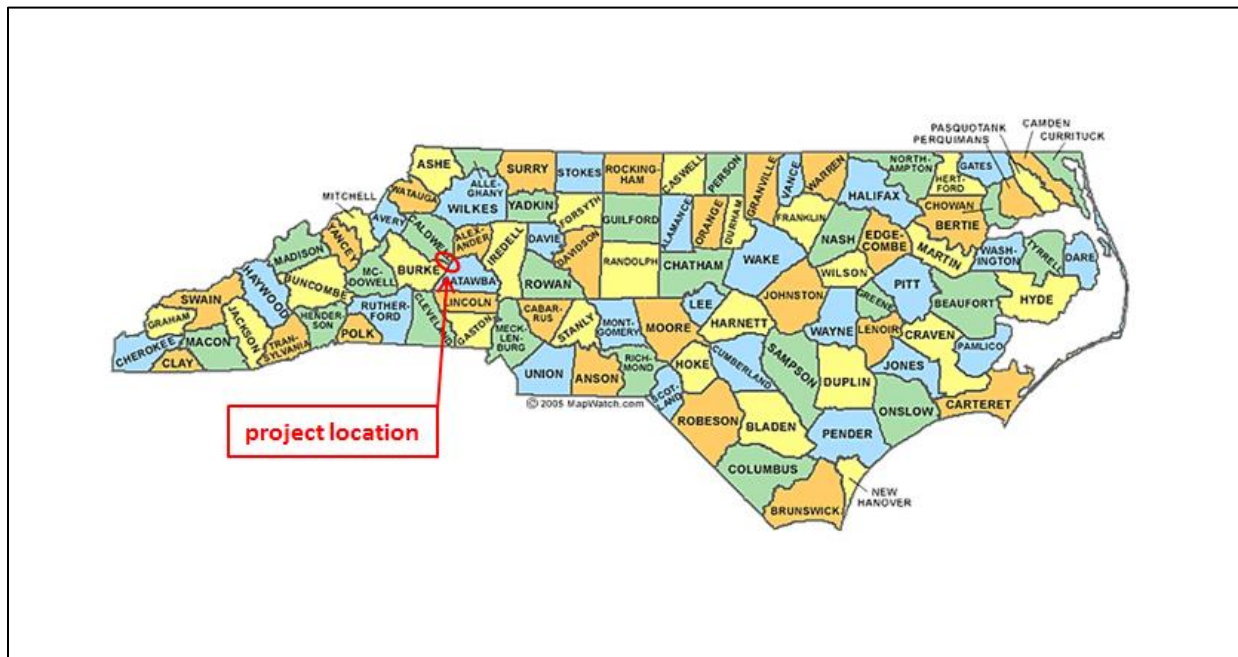 PASQUOTANK
CAMDEN
PERQUIMANS
CURRITUCK
ASHE
ALLE-
GHANY
SURRY
STOKES
ROCKING-
HAM
CASWELL
PERSON
GRANVILLE
VANCE
WARREN
NORTH-
AMPTON
HERT-
FORD
GATES
MITCHELL
WATAUGA
WILKES
YADKIN
FORSYTH
GUILFORD
ALAMANCE
ORANGE
DURHAM
FRANKLIN
HALIFAX
CHOWAN
BERTIE
AVERY
CALDWELL
ALEX-
ANDER
IREDELL
DAVIE
DAVIDSON
RANDOLPH
CHATHAM
WAKE
NASH
EDGE-
COMBE
MARTIN
WASH-
INGTON
TYRRELL
DARE
MADISON
YANCEY
BURKE
CATAWBA
ROWAN
WILSON
PITT
BEAUFORT
HYDE
HAYWOOD
BUNCOMBE
MC-
DOWELL
SWAIN
GRAHAM
JACKSON
HENDER-
SON
RUTHER-
FORD
CLEVELAND
LINCOLN
GASTON
CABAR-
RUS
STANLY
MONT-
GOMERY
MOORE
LEE
HARNETT
JOHNSTON
WAYNE
GREENE
LENOIR
CRAVEN
PAMLICO
CHEROKEE
CLAY
MACON
TRAN-
SYLVANIA
POLK
MECK-
LEN-
BURG
UNION
ANSON
RICH-
MOND
HOKE
CUMBERLAND
SAMPSON
DUPLIN
JONES
ONSLOW
CARTERET
© 2005 MapWatch.com
SCOT-
LAND
ROBESON
BLADEN
PENDER
COLUMBUS
NEW
HANOVER
BRUNSWICK
project location